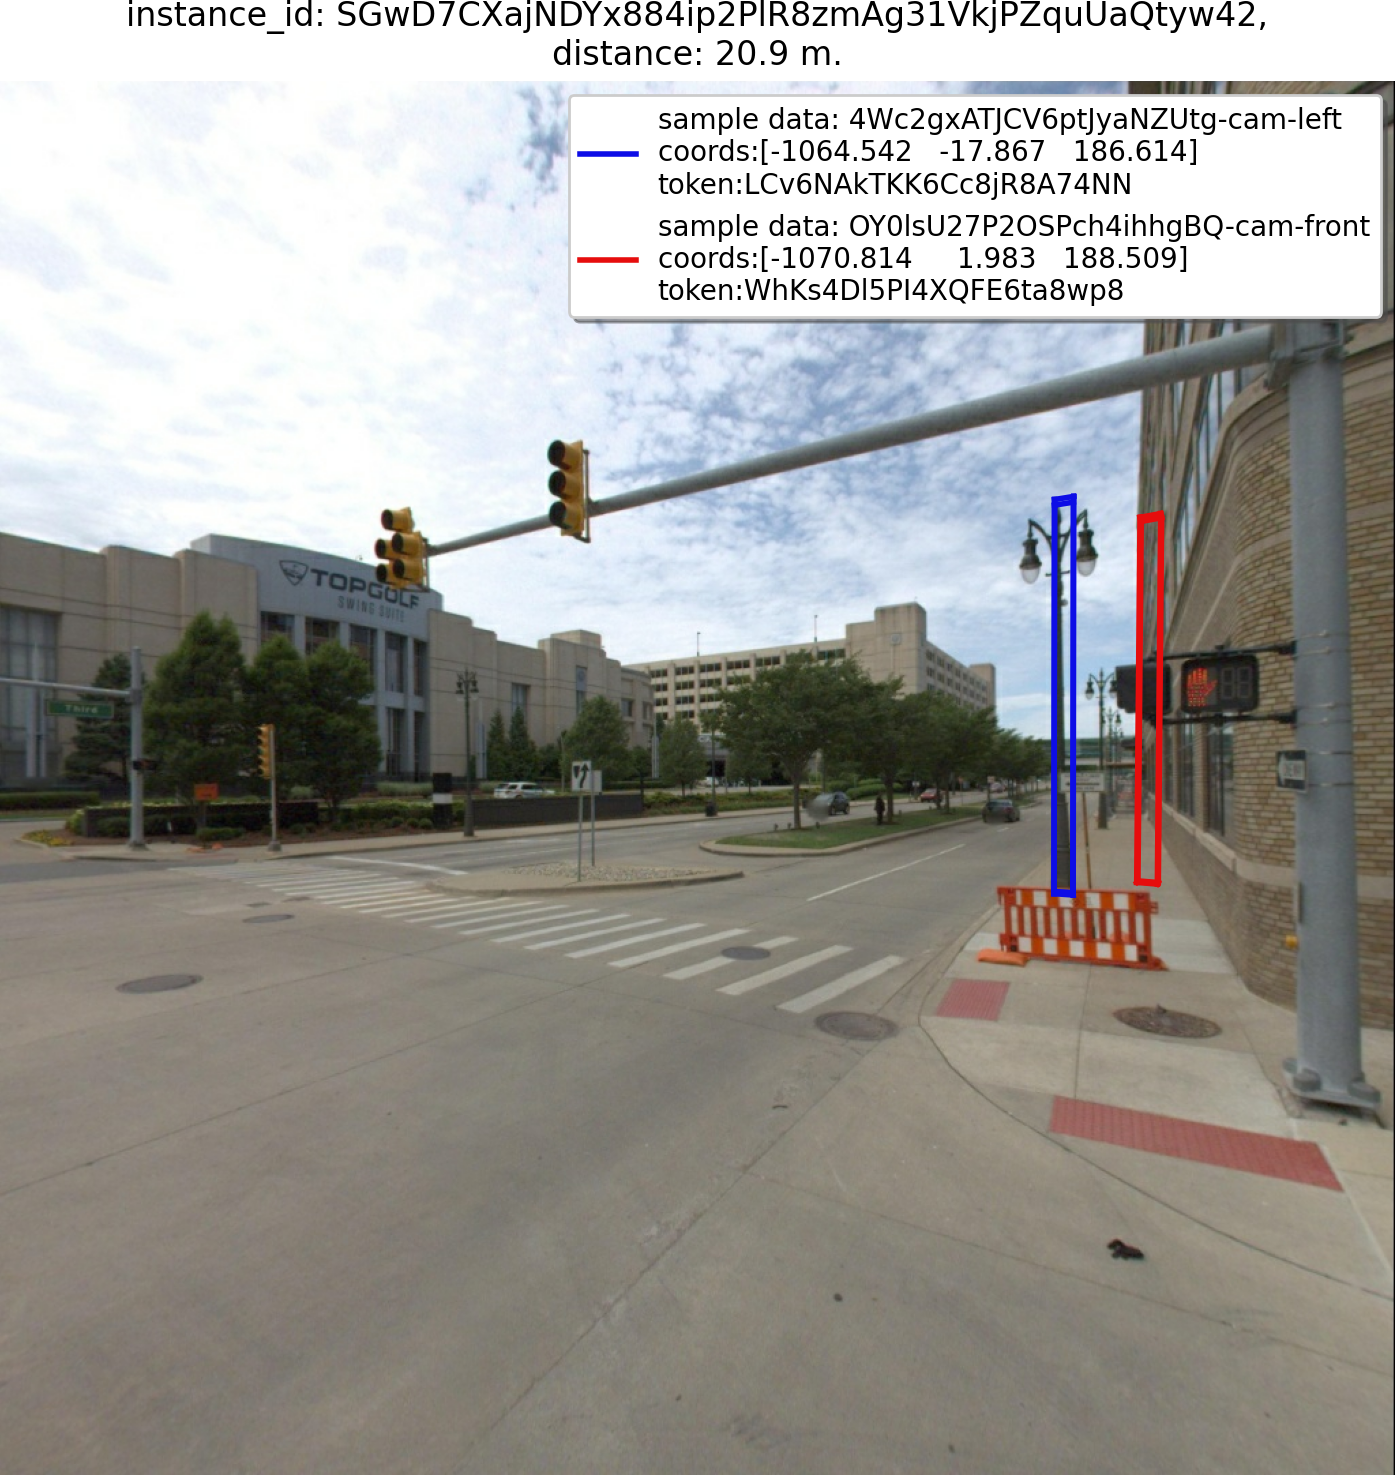 instance_id: SGwD7CXajNDYx884ip2PlR8zmAg31VkjPZquUaQtyw42,
distance: 20.9 m.
sample data: 4Wc2gxATJCV6ptJyaNZUtg-cam-left
coords:[-1064.542 -17.867 186.614]
token:LCv6NAkTKK6Cc8jR8A74NN
sample data: OY0lsU27P2OSPch4ihhgBQ-cam-front
coords:[-1070.814 1.983 188.509]
token:WhKs4Dl5PI4XQFE6ta8wp8
TOPGOLF
SWING SUITE
Third